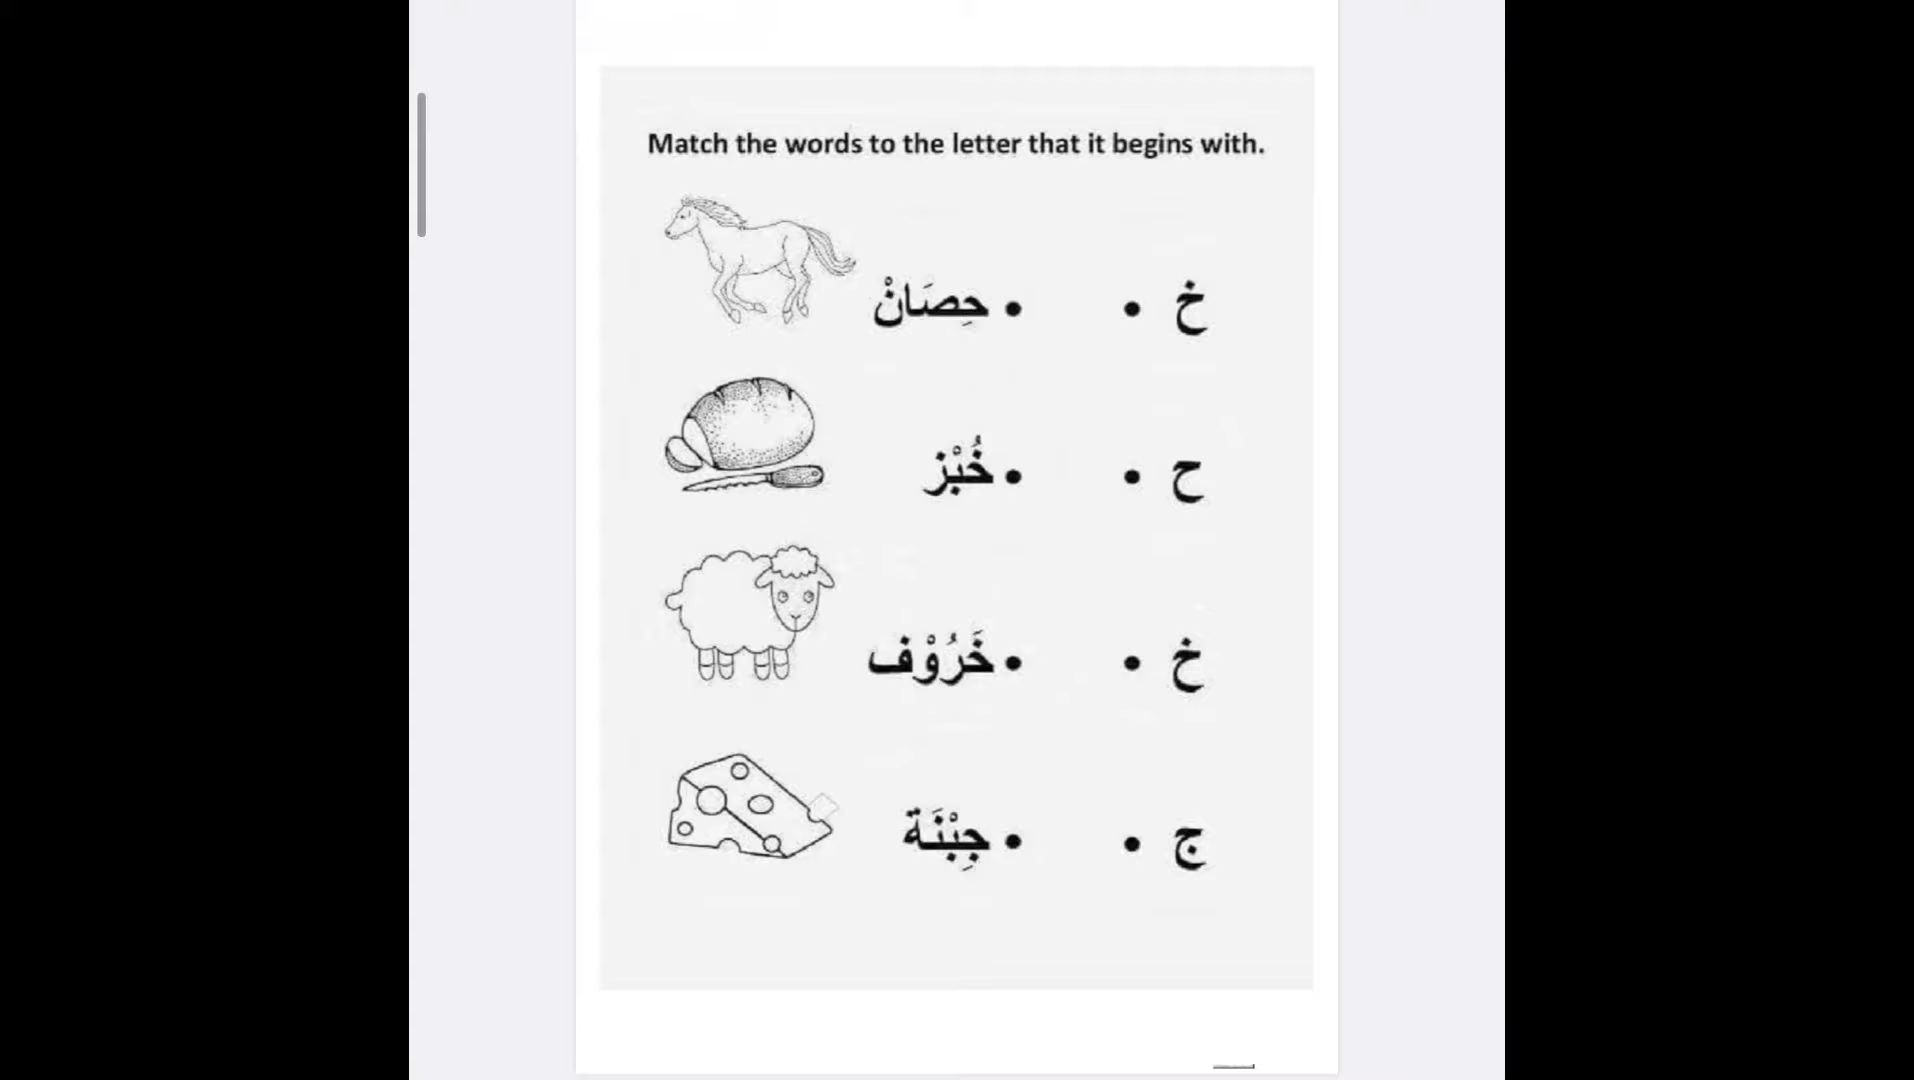 Match the words to the letter that it begins with.
حِصَانْ • • خ
خُبْز • • ح
خَرُوْف • • خ
جِبْنَة • • ج